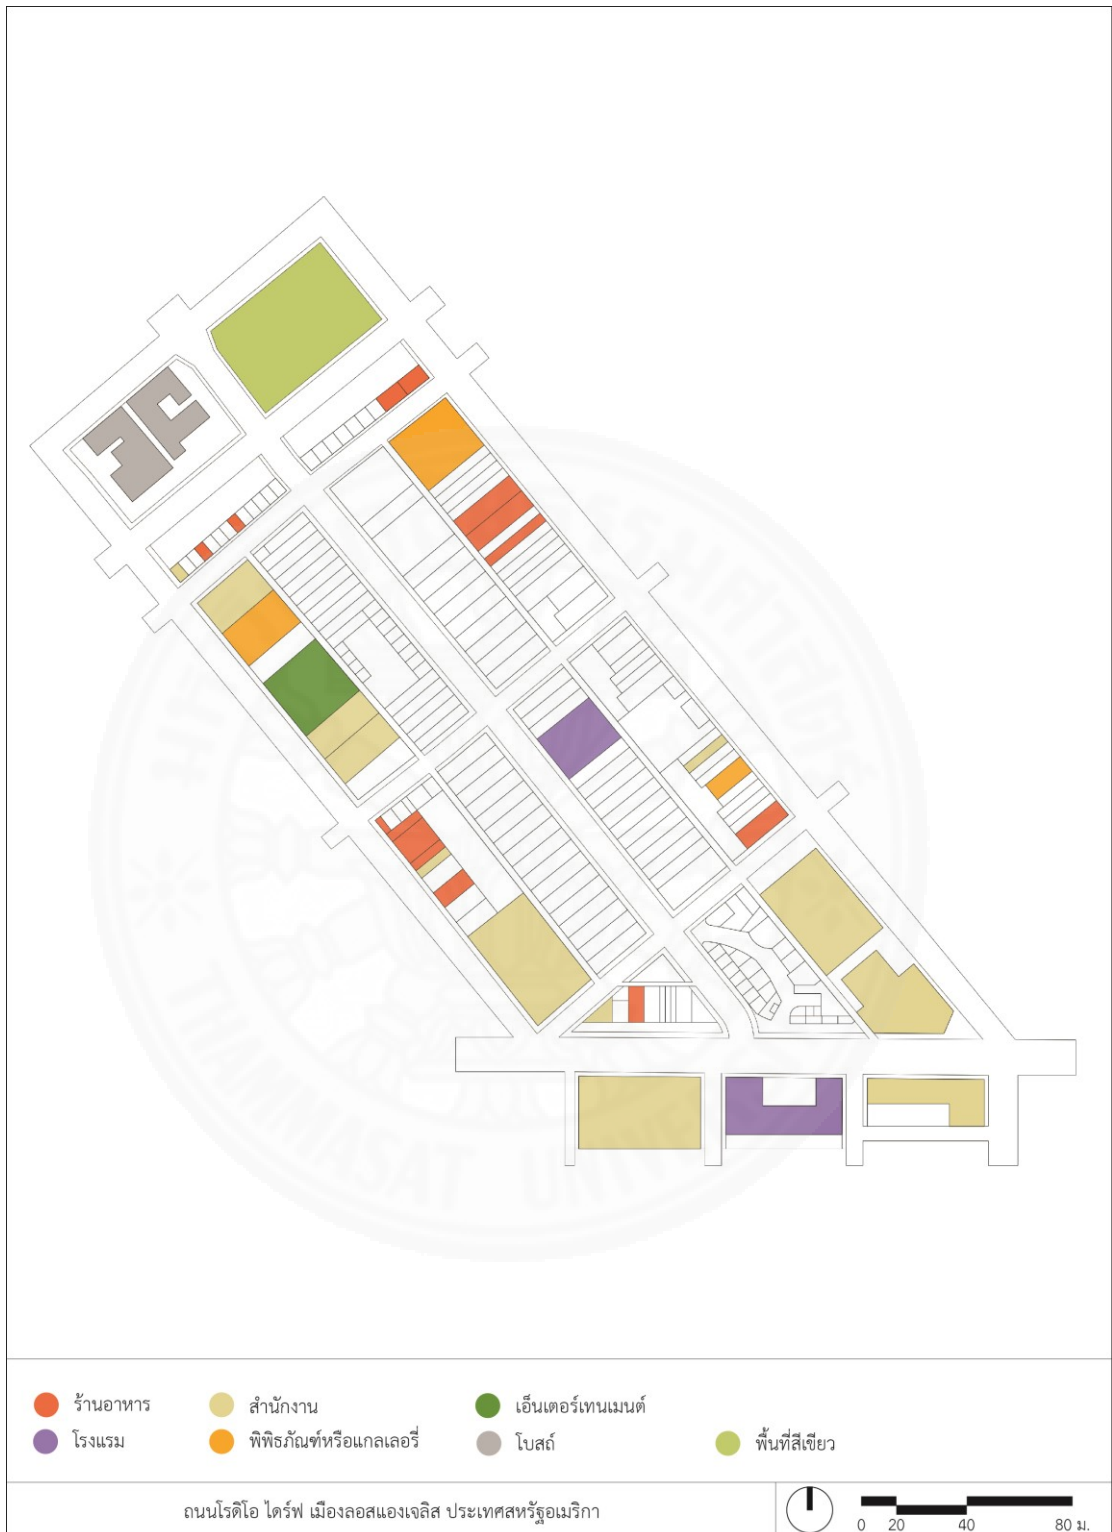 ร้านอาหาร
สำนักงาน
เอ็นเตอร์เทนเมนต์
โรงแรม
พิพิธภัณฑ์หรือแกลเลอรี่
โบสถ์
พื้นที่สีเขียว
ถนนโรดิโอ ไดร์ฟ เมืองลอสแองเจลิส ประเทศสหรัฐอเมริกา
0 20 40 80 ม.
THAMMASAT UNIVERSITY